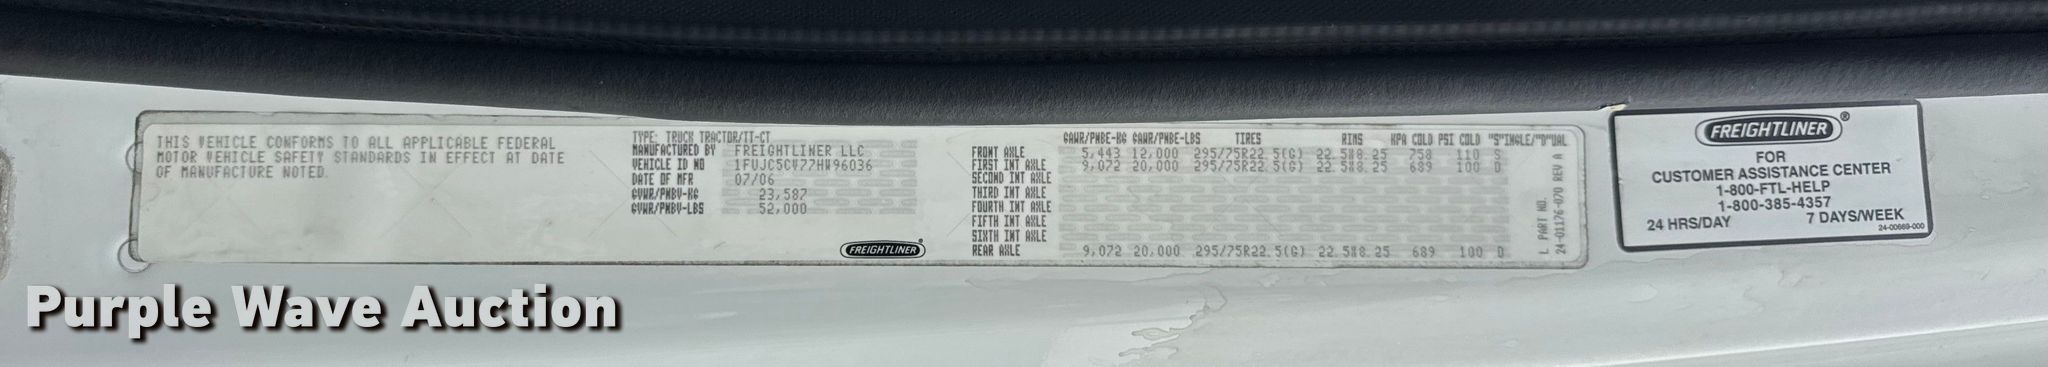 THIS VEHICLE CONFORMS TO ALL APPLICABLE FEDERAL
MOTOR VEHICLE SAFETY STANDARDS IN EFFECT AT DATE
OF MANUFACTURE NOTED.
TYPE: TRUCK TRACTOR/TT-CT
MANUFACTURED BY FREIGHTLINER LLC
VEHICLE ID NO 1FUJC5CV77HW96036
DATE OF MFR 07/06
GVWR/PNBV-KG 23,587
GVWR/PNBV-LBS 52,000
FREIGHTLINER
GAWR/PNBE-KG GAWR/PNBE-LBS TIRES RIMS KPA COLD PSI COLD "S"INGLE/"D"UAL
FRONT AXLE 5,443 12,000 295/75R22.5(G) 22.5X8.25 758 110 S
FIRST INT AXLE 9,072 20,000 295/75R22.5(G) 22.5X8.25 689 100 D
SECOND INT AXLE
THIRD INT AXLE
FOURTH INT AXLE
FIFTH INT AXLE
SIXTH INT AXLE
REAR AXLE 9,072 20,000 295/75R22.5(G) 22.5X8.25 689 100 D
L PART NO.
24-01176-070 REV A
FREIGHTLINER®
FOR
CUSTOMER ASSISTANCE CENTER
1-800-FTL-HELP
1-800-385-4357
24 HRS/DAY 7 DAYS/WEEK
24-00689-000
Purple Wave Auction